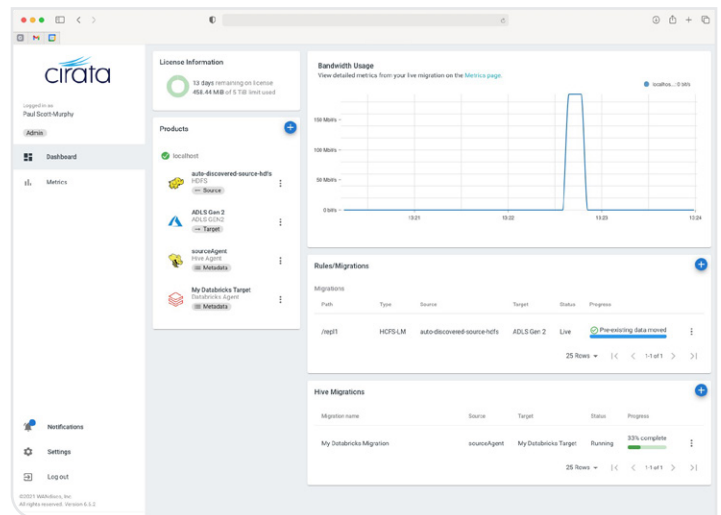 cirata
Logged in as
Paul Scott-Murphy
Admin
Dashboard
Metrics
Notifications
Settings
Log out
©2021 WANdisco, Inc.
All rights reserved. Version 6.5.2
License Information
13 days remaining on license
458.44 MiB of 5 TiB limit used
Products
localhost
auto-discovered-source-hdfs
HDFS
Source
ADLS Gen 2
ADLS GEN2
Target
sourceAgent
Hive Agent
Metadata
My Databricks Target
Databricks Agent
Metadata
Bandwidth Usage
View detailed metrics from your live migration on the Metrics page.
localhos...: 0 bit/s
150 Mbit/s
100 Mbit/s
50 Mbit/s
0 bit/s
13:21 13:22 13:23 13:24
Rules/Migrations
Migrations
Path Type Source Target Status Progress
/repl1 HCFS-LM auto-discovered-source-hdfs ADLS Gen 2 Live Pre-existing data moved
25 Rows 1-1 of 1
Hive Migrations
Migration name Source Target Status Progress
My Databricks Migration sourceAgent My Databricks Target Running 33% complete
25 Rows 1-1 of 1